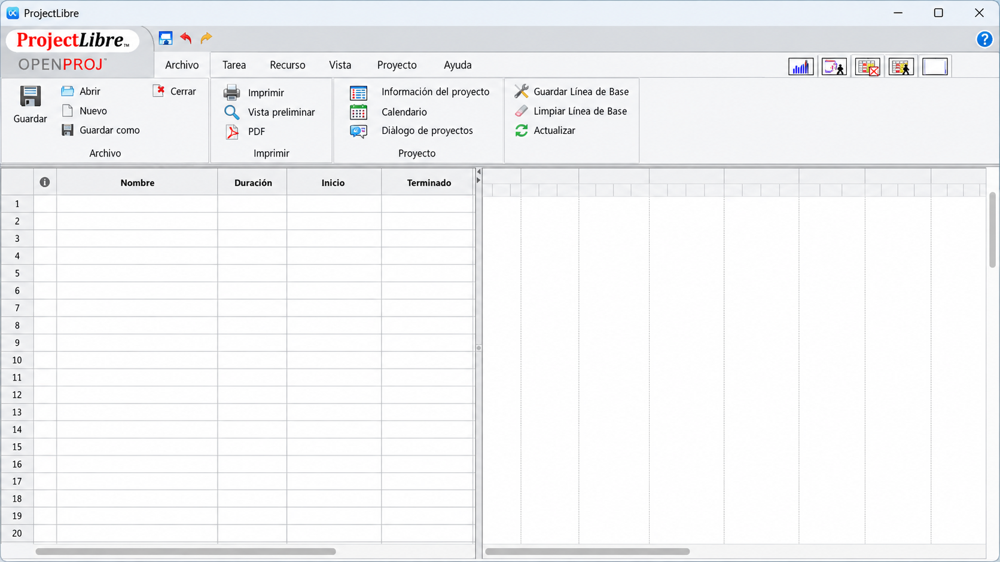 ProjectLibre
ProjectLibre™
OPENPROJ™
Archivo Tarea Recurso Vista Proyecto Ayuda
Guardar
Abrir
Nuevo
Guardar como
Cerrar
Archivo
Imprimir
Vista preliminar
PDF
Imprimir
Información del proyecto
Calendario
Diàlogo de proyectos
Proyecto
Guardar Línea de Base
Limpiar Línea de Base
Actualizar
Nombre Duración Inicio Terminado
1
2
3
4
5
6
7
8
9
10
11
12
13
14
15
16
17
18
19
20